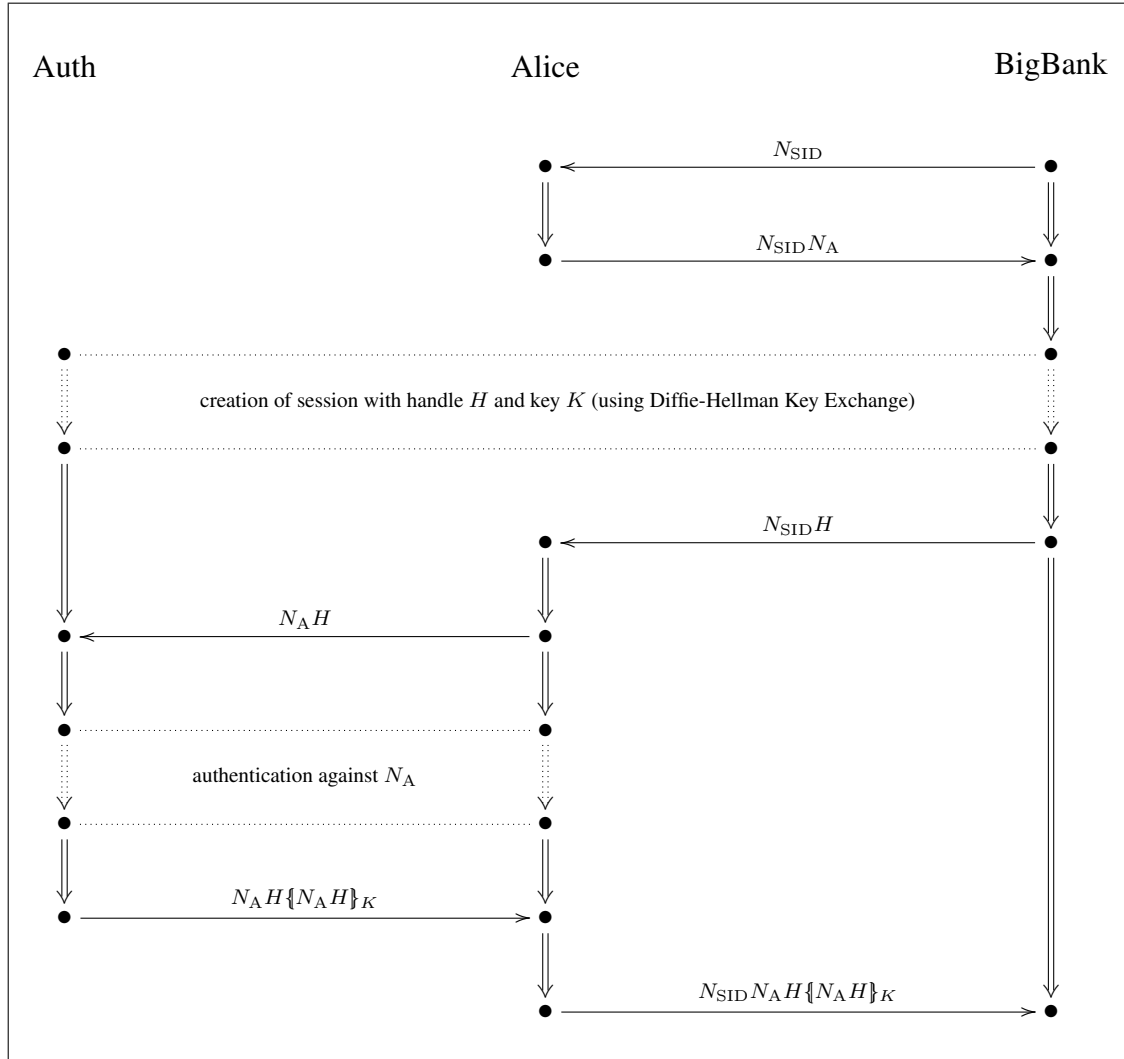 Auth Alice BigBank
N_SID
N_SID N_A
creation of session with handle H and key K (using Diffie-Hellman Key Exchange)
N_SID H
N_A H
authentication against N_A
N_A H{[N_A H]}_K
N_SID N_A H{[N_A H]}_K